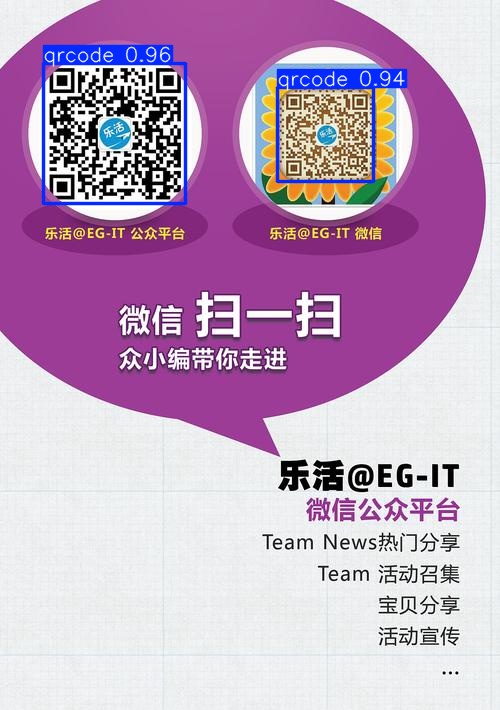 qrcode 0.96
qrcode 0.94
乐活
乐活
乐活@EG-IT 公众平台
乐活@EG-IT 微信
微信 扫一扫
众小编带你走进
乐活@EG-IT
微信公众平台
Team News热门分享
Team 活动召集
宝贝分享
活动宣传
...